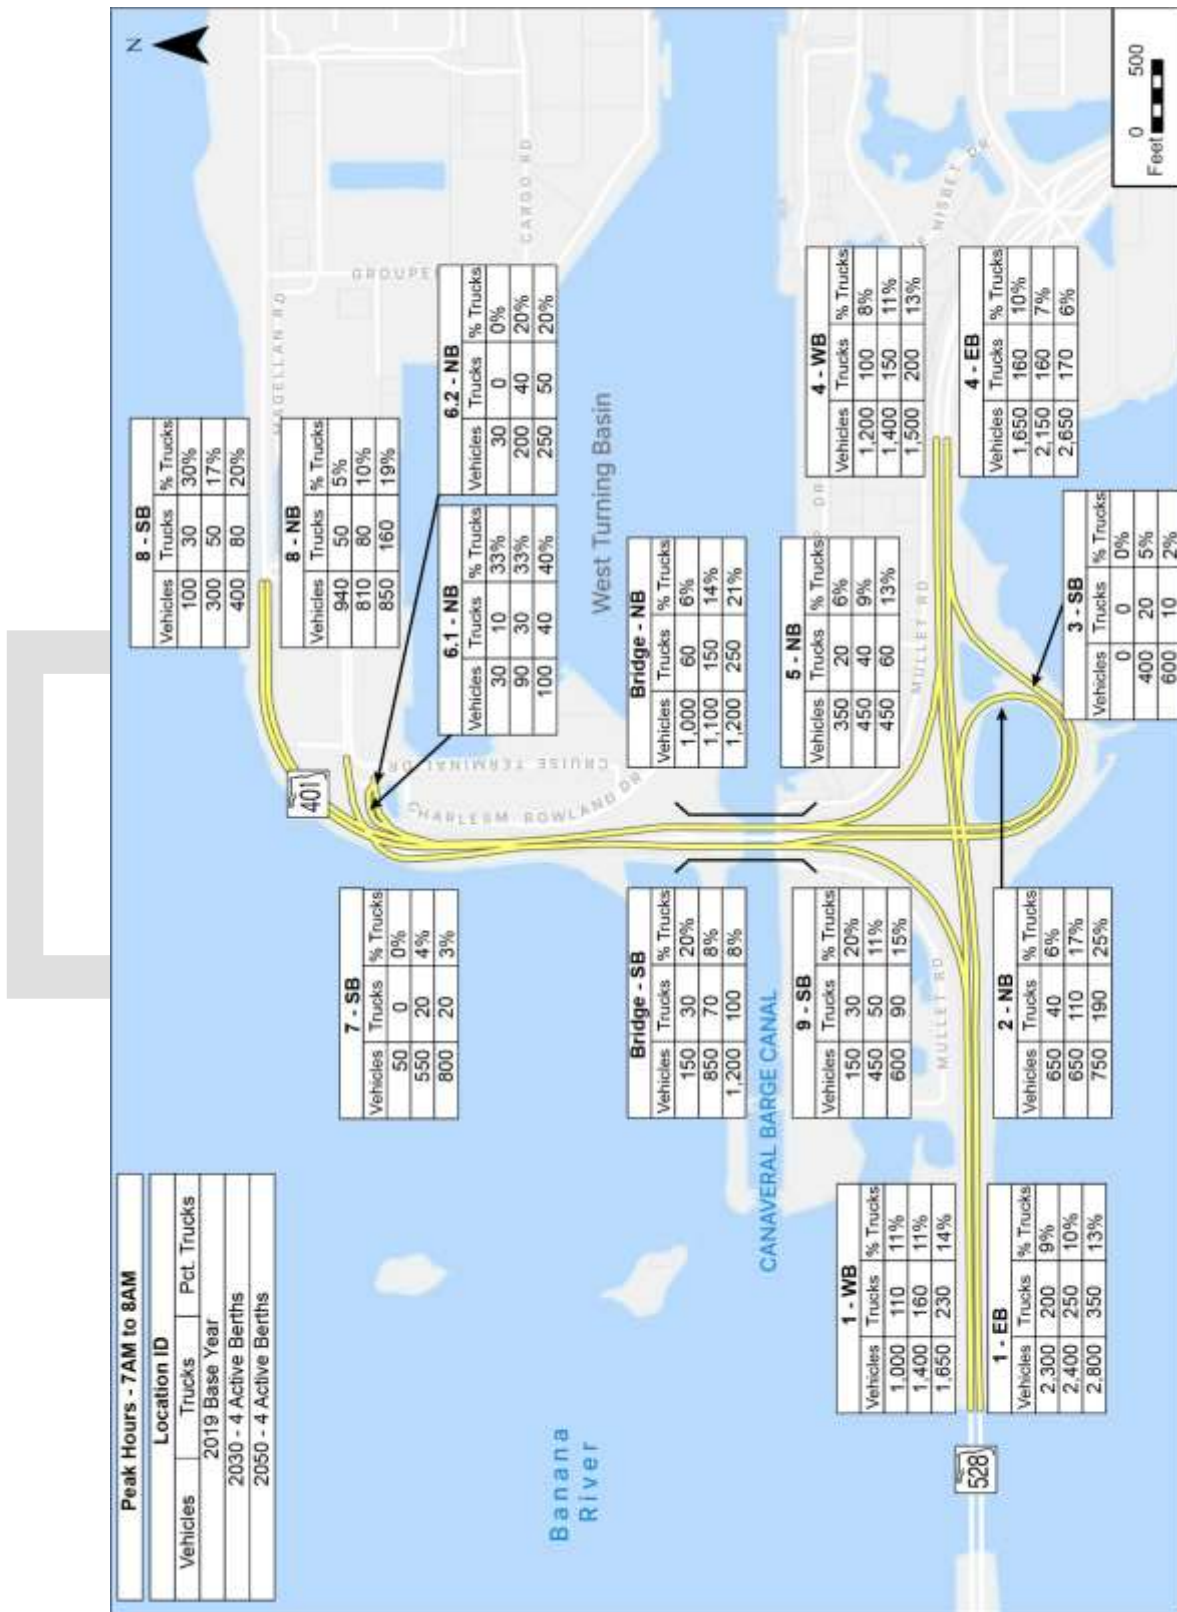 Peak Hours - 7AM to 8AM
Location ID
Vehicles Trucks Pct. Trucks
2019 Base Year
2030 - 4 Active Berths
2050 - 4 Active Berths
N
8 - SB
Vehicles Trucks % Trucks
100 30 30%
300 50 17%
400 80 20%
8 - NB
Vehicles Trucks % Trucks
940 50 5%
810 80 10%
850 160 19%
7 - SB
Vehicles Trucks % Trucks
50 0 0%
550 20 4%
800 20 3%
6.1 - NB
Vehicles Trucks % Trucks
30 10 33%
90 30 33%
100 40 40%
6.2 - NB
Vehicles Trucks % Trucks
30 0 0%
200 40 20%
250 50 20%
Bridge - SB
Vehicles Trucks % Trucks
150 30 20%
850 70 8%
1,200 100 8%
Bridge - NB
Vehicles Trucks % Trucks
1,000 60 6%
1,100 150 14%
1,200 250 21%
9 - SB
Vehicles Trucks % Trucks
150 30 20%
450 50 11%
600 90 15%
5 - NB
Vehicles Trucks % Trucks
350 20 6%
450 40 9%
450 60 13%
4 - WB
Vehicles Trucks % Trucks
1,200 100 8%
1,400 150 11%
1,500 200 13%
1 - WB
Vehicles Trucks % Trucks
1,000 110 11%
1,400 160 11%
1,650 230 14%
1 - EB
Vehicles Trucks % Trucks
2,300 200 9%
2,400 250 10%
2,800 350 13%
2 - NB
Vehicles Trucks % Trucks
650 40 6%
650 110 17%
750 190 25%
4 - EB
Vehicles Trucks % Trucks
1,650 160 10%
2,150 160 7%
2,650 170 6%
3 - SB
Vehicles Trucks % Trucks
0 0 0%
400 20 5%
600 10 2%
401
528
MAGELLAN RD
GROUPE
CARGO RD
CRUISE TERMINAL DR
CHARLES M ROWLAND DR
West Turning Basin
Banana
River
CANAVERAL BARGE CANAL
MULLET RD
MULLET RD
DR
NISBET DR
0 500
Feet